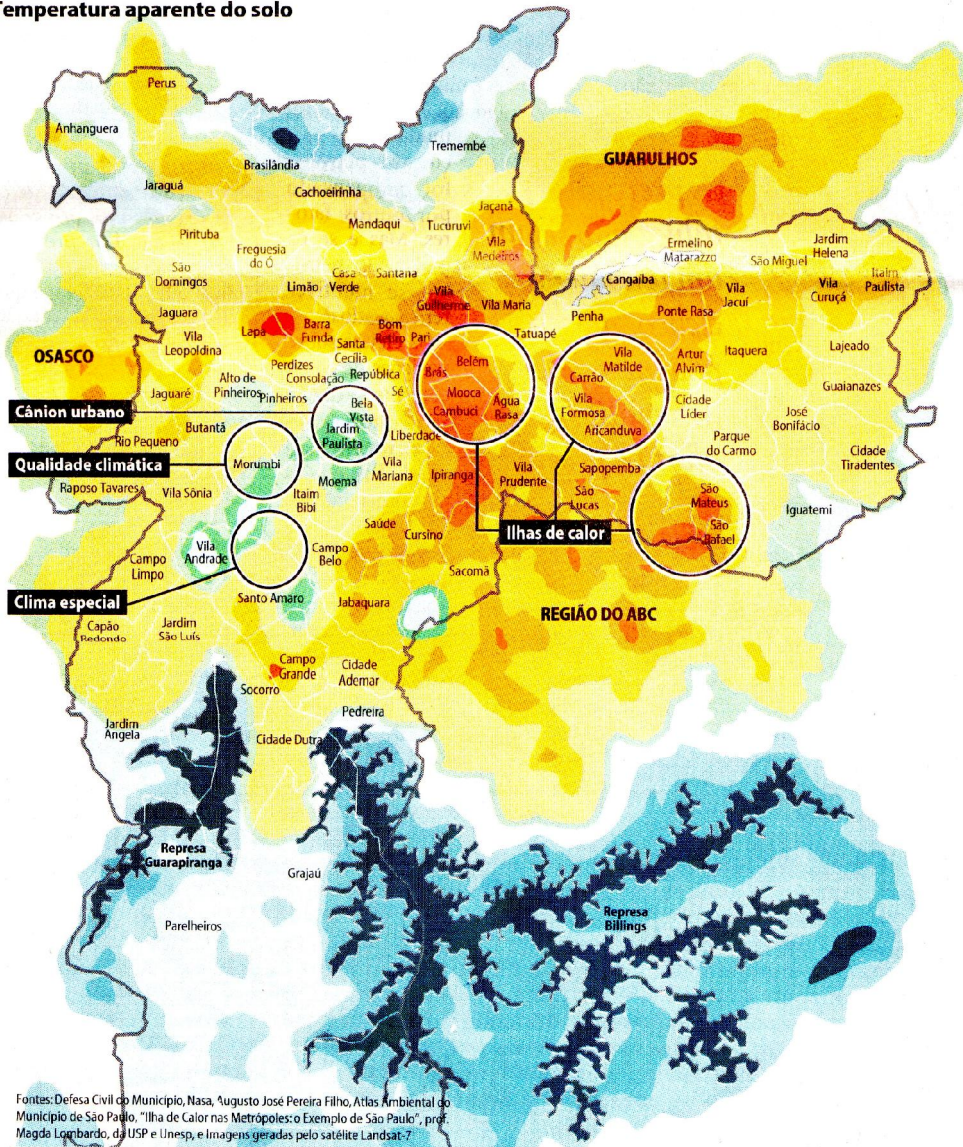 Temperatura aparente do solo
Perus
Anhanguera
Tremembé
Brasilândia
GUARULHOS
Jaraguá
Cachoeirinha
Jaçanã
Mandaqui
Tucuruvi
Pirituba
Freguesia
do Ó
Vila
Medeiros
Ermelino
Matarazzo
Jardim
Helena
São Miguel
São
Domingos
Casa
Verde
Santana
Limão
Cangaíba
Itaim
Paulista
Vila
Guilherme
Vila Maria
Vila
Jacuí
Vila
Curuçá
Jaguara
Penha
Ponte Rasa
Lapa
Barra
Funda
Bom
Retiro
Pari
Tatuapé
Vila
Leopoldina
Santa
Cecília
OSASCO
Perdizes
Belém
Vila
Matilde
Artur
Alvim
Itaquera
Lajeado
Consolação
República
Brás
Carrão
Alto de
Pinheiros
Pinheiros
Sé
Mooca
Água
Rasa
Guaianazes
Jaguaré
Cambuci
Vila
Formosa
Cidade
Líder
Cânion urbano
Bela
Vista
José
Bonifácio
Butantã
Jardim
Paulista
Liberdade
Aricanduva
Rio Pequeno
Parque
do Carmo
Cidade
Tiradentes
Qualidade climática
Morumbi
Vila
Mariana
Ipiranga
Vila
Prudente
Sapopemba
Raposo Tavares
Vila Sônia
Moema
Itaim
Bibi
São
Lucas
São
Mateus
Iguatemi
Saúde
Cursino
Ilhas de calor
São
Rafael
Vila
Andrade
Campo
Belo
Campo
Limpo
Sacomã
Clima especial
Santo Amaro
Jabaquara
REGIÃO DO ABC
Capão
Redondo
Jardim
São Luís
Campo
Grande
Cidade
Ademar
Socorro
Pedreira
Jardim
Angela
Cidade Dutra
Represa
Guarapiranga
Grajaú
Represa
Billings
Parelheiros
Fontes: Defesa Civil do Município, Nasa, Augusto José Pereira Filho, Atlas Ambiental do
Município de São Paulo, "Ilha de Calor nas Metrópoles: o Exemplo de São Paulo", prof.
Magda Lombardo, da USP e Unesp, e Imagens geradas pelo satélite Landsat-7